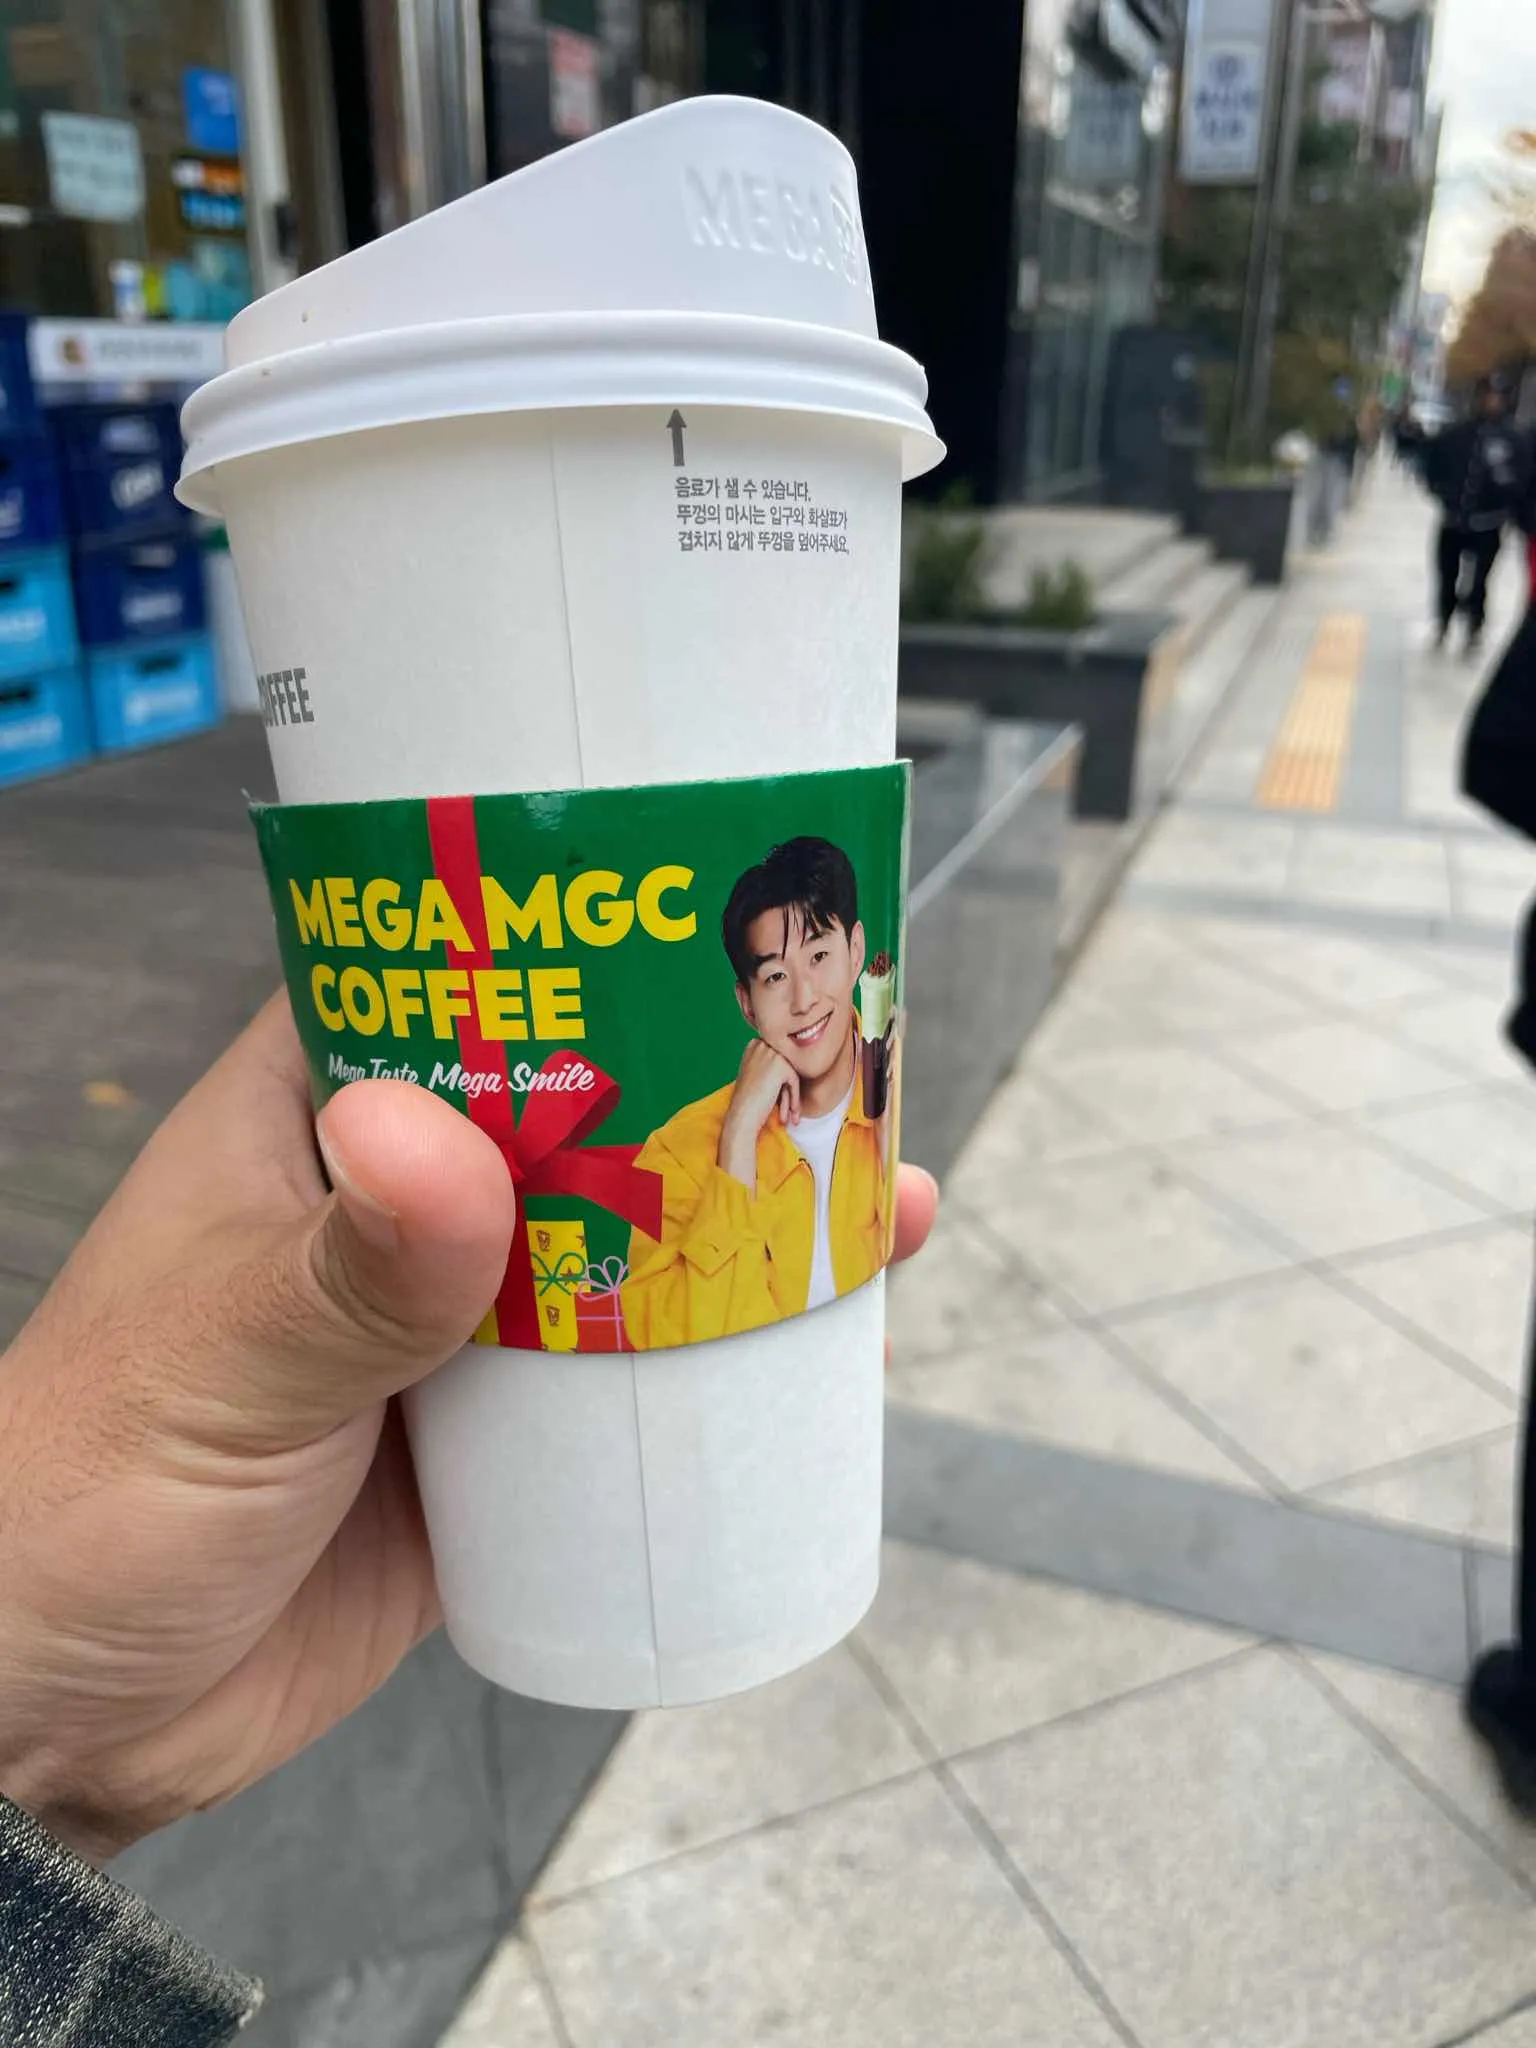 MEGA
음료가 샐 수 있습니다.
뚜껑의 마시는 입구와 화살표가
겹치지 않게 뚜껑을 덮어주세요.
COFFEE
MEGA MGC
COFFEE
Mega Taste, Mega Smile